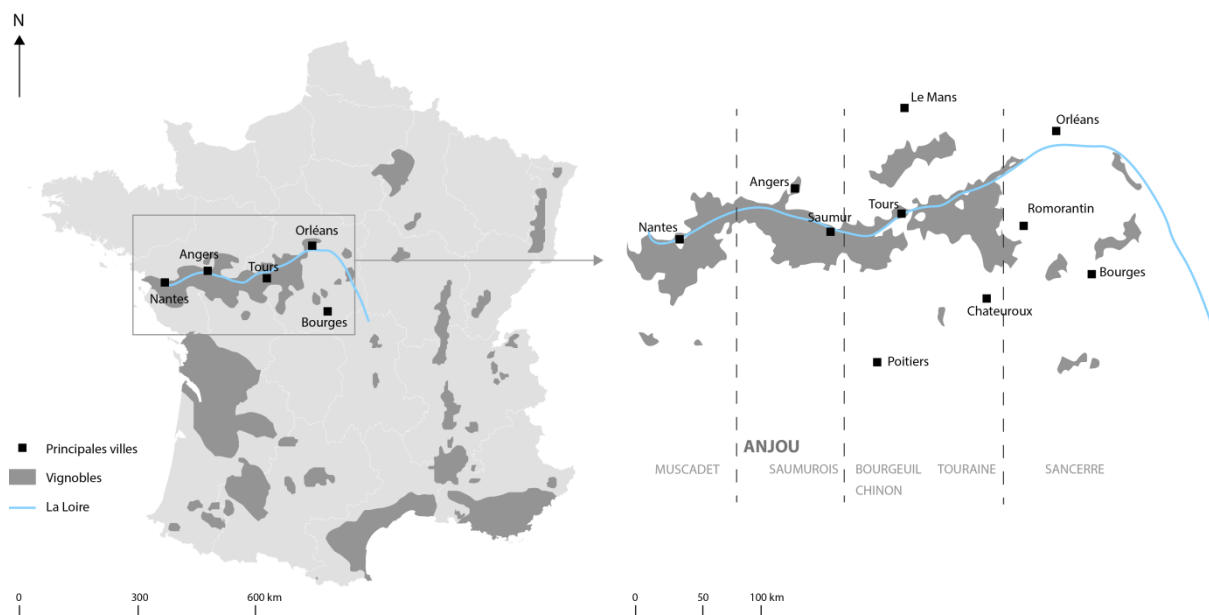 N
Orléans
Angers
Tours
Nantes
Bourges
Principales villes
Vignobles
La Loire
0 300 600 km
Le Mans
Orléans
Angers
Tours
Saumur
Nantes
Romorantin
Bourges
Chateuroux
Poitiers
ANJOU
MUSCADET SAUMUROIS BOURGEUIL TOURAINE SANCERRE
CHINON
0 50 100 km